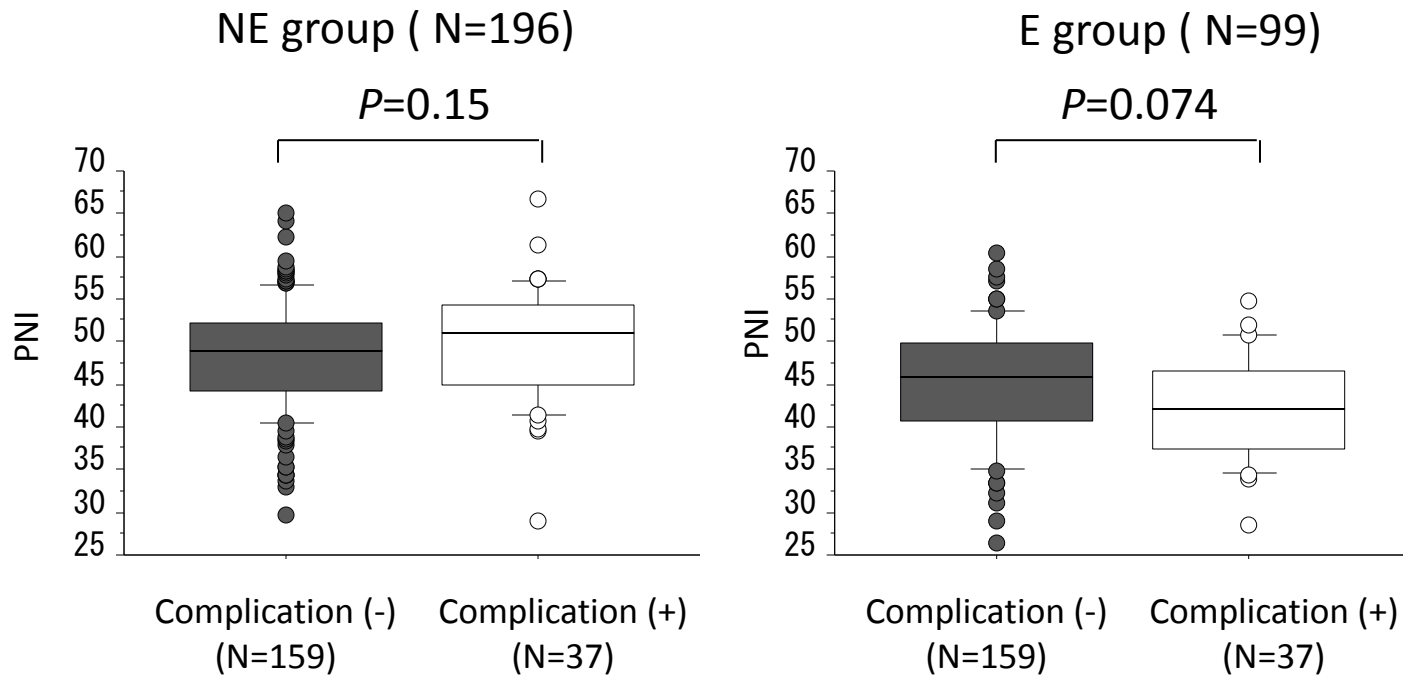 NE group ( N=196)
P=0.15
70
65
60
55
50
45
40
35
30
25
PNI
Complication (-)
(N=159)
Complication (+)
(N=37)
E group ( N=99)
P=0.074
70
65
60
55
50
45
40
35
30
25
PNI
Complication (-)
(N=159)
Complication (+)
(N=37)